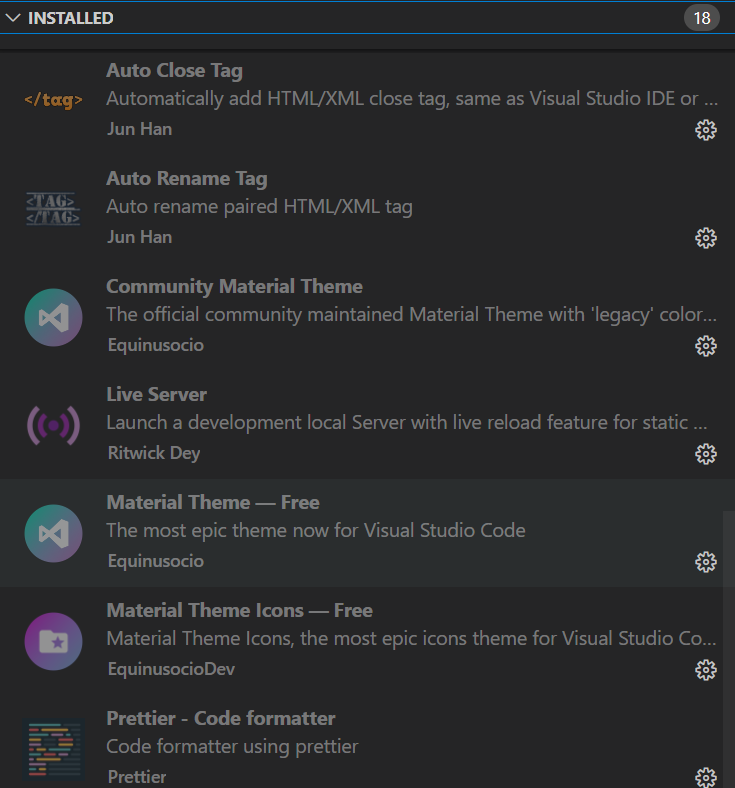 INSTALLED 18
Auto Close Tag
</tag> Automatically add HTML/XML close tag, same as Visual Studio IDE or ...
Jun Han
Auto Rename Tag
<TAG>
</TAG>
Auto rename paired HTML/XML tag
Jun Han
Community Material Theme
The official community maintained Material Theme with 'legacy' color...
Equinusocio
Live Server
Launch a development local Server with live reload feature for static ...
Ritwick Dey
Material Theme — Free
The most epic theme now for Visual Studio Code
Equinusocio
Material Theme Icons — Free
Material Theme Icons, the most epic icons theme for Visual Studio Co...
EquinusocioDev
Prettier - Code formatter
Code formatter using prettier
Prettier